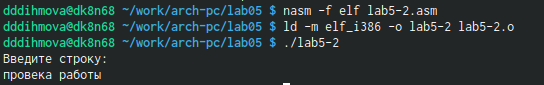 dddihmova@dk8n68 ~/work/arch-pc/lab05 $ nasm -f elf lab5-2.asm
dddihmova@dk8n68 ~/work/arch-pc/lab05 $ ld -m elf_i386 -o lab5-2 lab5-2.o
dddihmova@dk8n68 ~/work/arch-pc/lab05 $ ./lab5-2
Введите строку:
провека работы